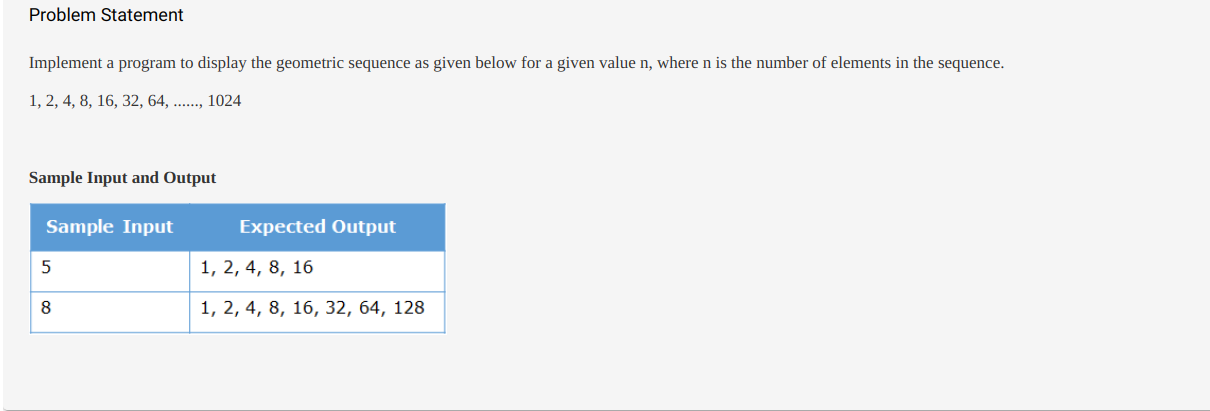 Problem Statement
Implement a program to display the geometric sequence as given below for a given value n, where n is the number of elements in the sequence.
1, 2, 4, 8, 16, 32, 64, ......, 1024
Sample Input and Output
Sample Input Expected Output
5 1, 2, 4, 8, 16
8 1, 2, 4, 8, 16, 32, 64, 128